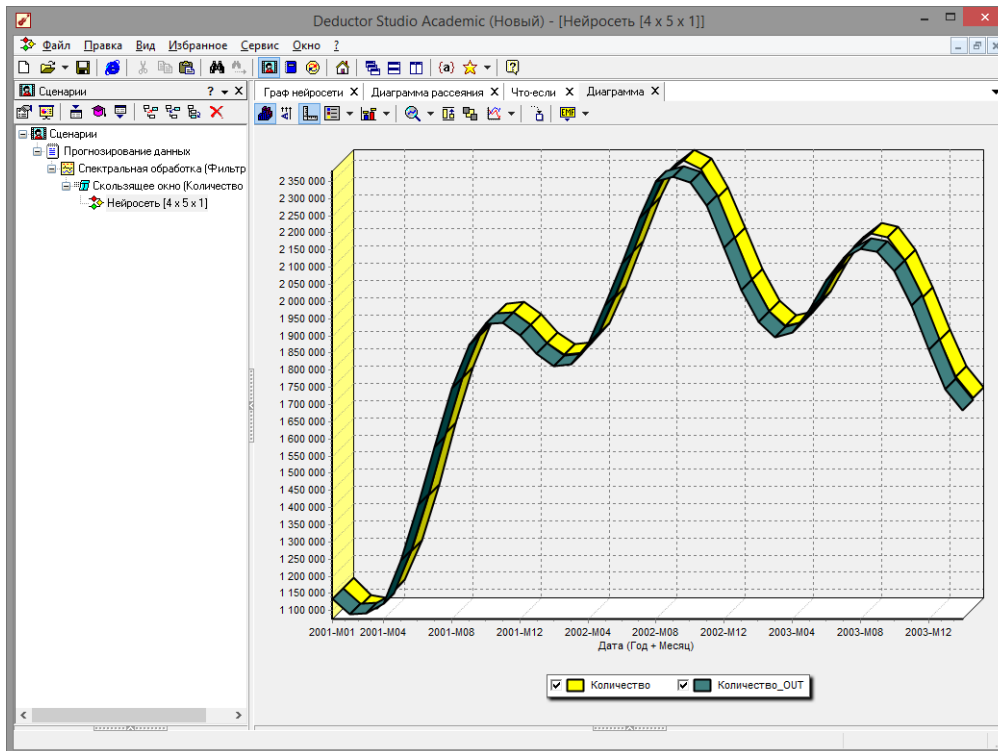 Deductor Studio Academic (Новый) - [Нейросеть [4 x 5 x 1]]
Файл Правка Вид Избранное Сервис Окно ?
Сценарии
Сценарии
Прогнозирование данных
Спектральная обработка (Фильтр
Скользящее окно (Количество
Нейросеть [4 x 5 x 1]
Граф нейросети X Диаграмма рассеяния X Что-если X Диаграмма X
2 350 000
2 300 000
2 250 000
2 200 000
2 150 000
2 100 000
2 050 000
2 000 000
1 950 000
1 900 000
1 850 000
1 800 000
1 750 000
1 700 000
1 650 000
1 600 000
1 550 000
1 500 000
1 450 000
1 400 000
1 350 000
1 300 000
1 250 000
1 200 000
1 150 000
1 100 000
2001-M01 2001-M04 2001-M08 2001-M12 2002-M04 2002-M08 2002-M12 2003-M04 2003-M08 2003-M12
Дата (Год + Месяц)
Количество Количество_OUT